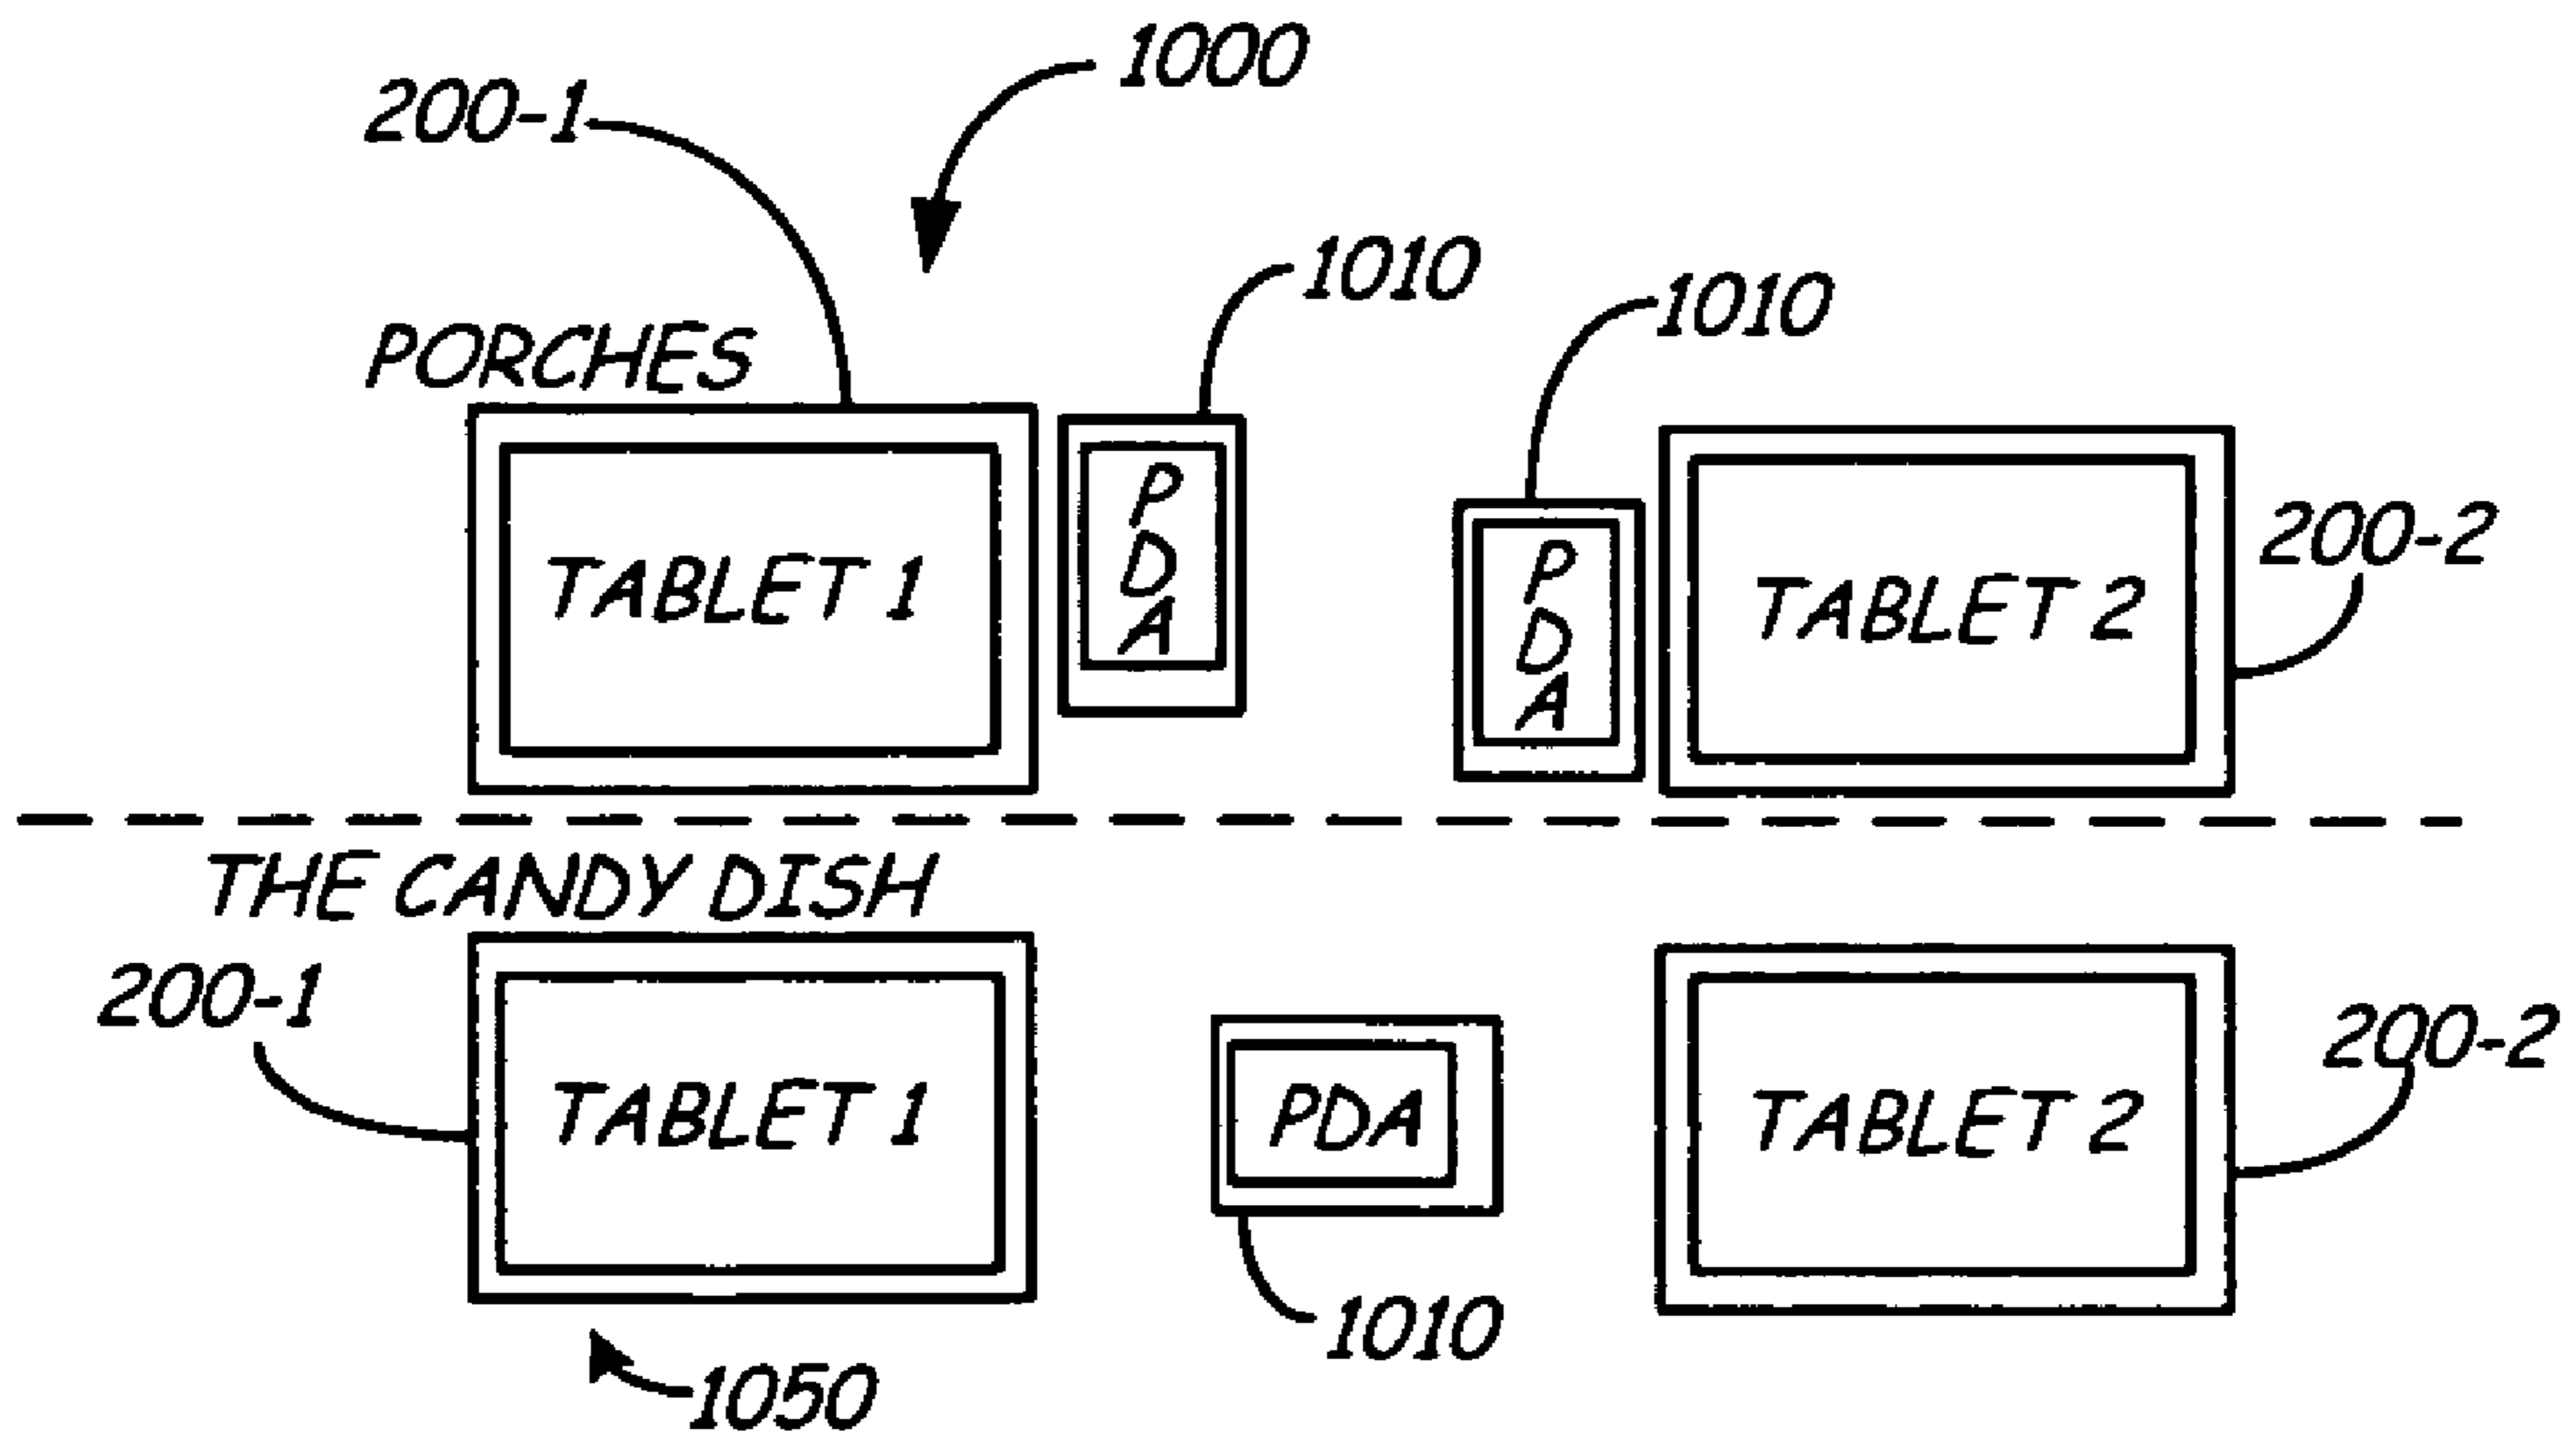 1000
200-1
1010
1010
PORCHES
TABLET 1
PDA
PDA
TABLET 2
200-2
THE CANDY DISH
200-1
TABLET 1
PDA
TABLET 2
200-2
1010
1050